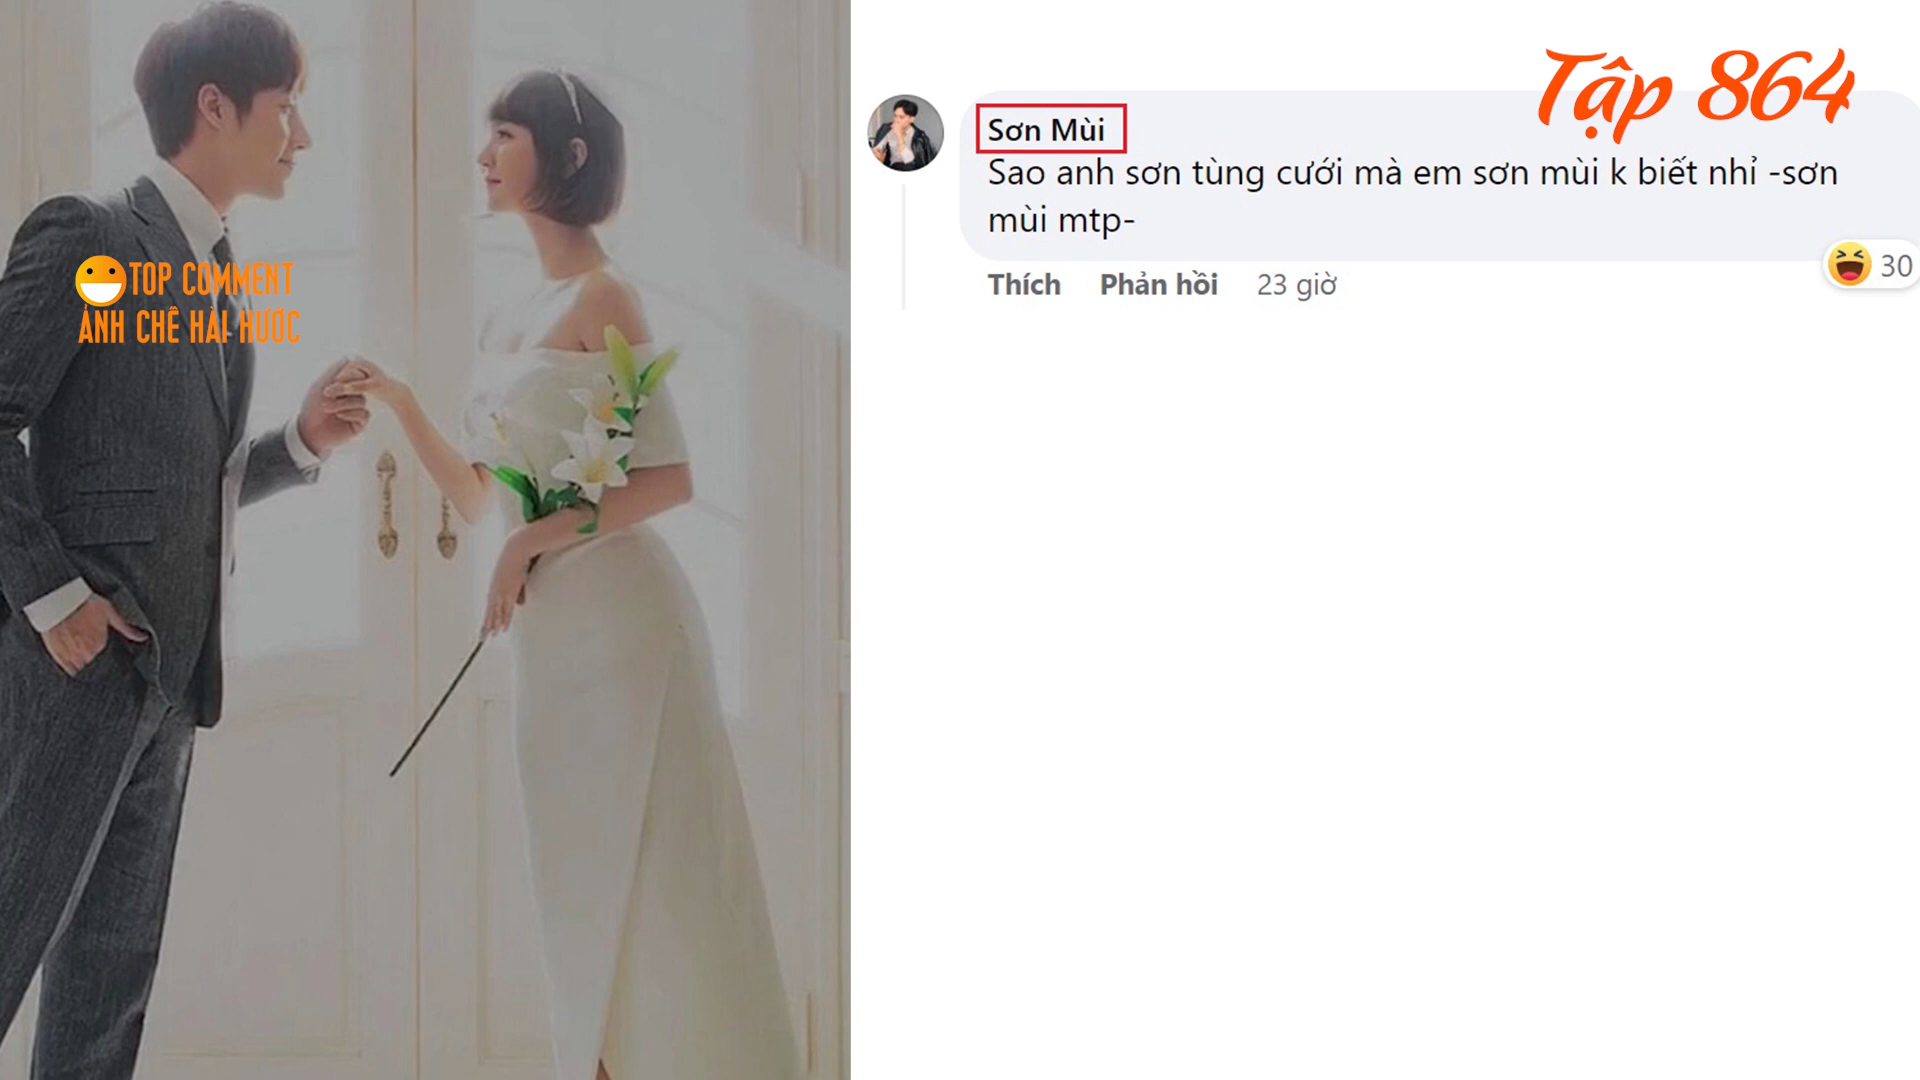 TOP COMMENT
ẢNH CHẾ HÀI HƯỚC
Tập 864
Sơn Mùi
Sao anh sơn tùng cưới mà em sơn mùi k biết nhỉ -sơn
mùi mtp-
30
Thích Phản hồi 23 giờ